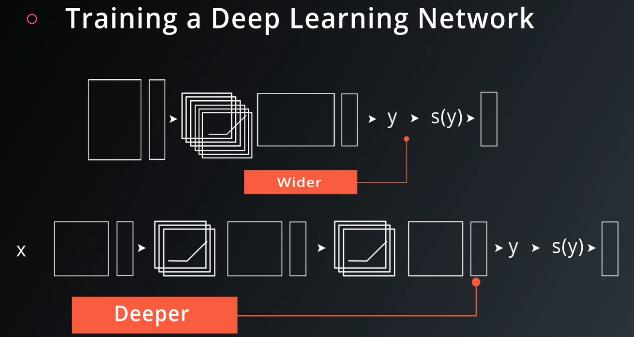 Training a Deep Learning Network
y s(y)
Wider
x y s(y)
Deeper